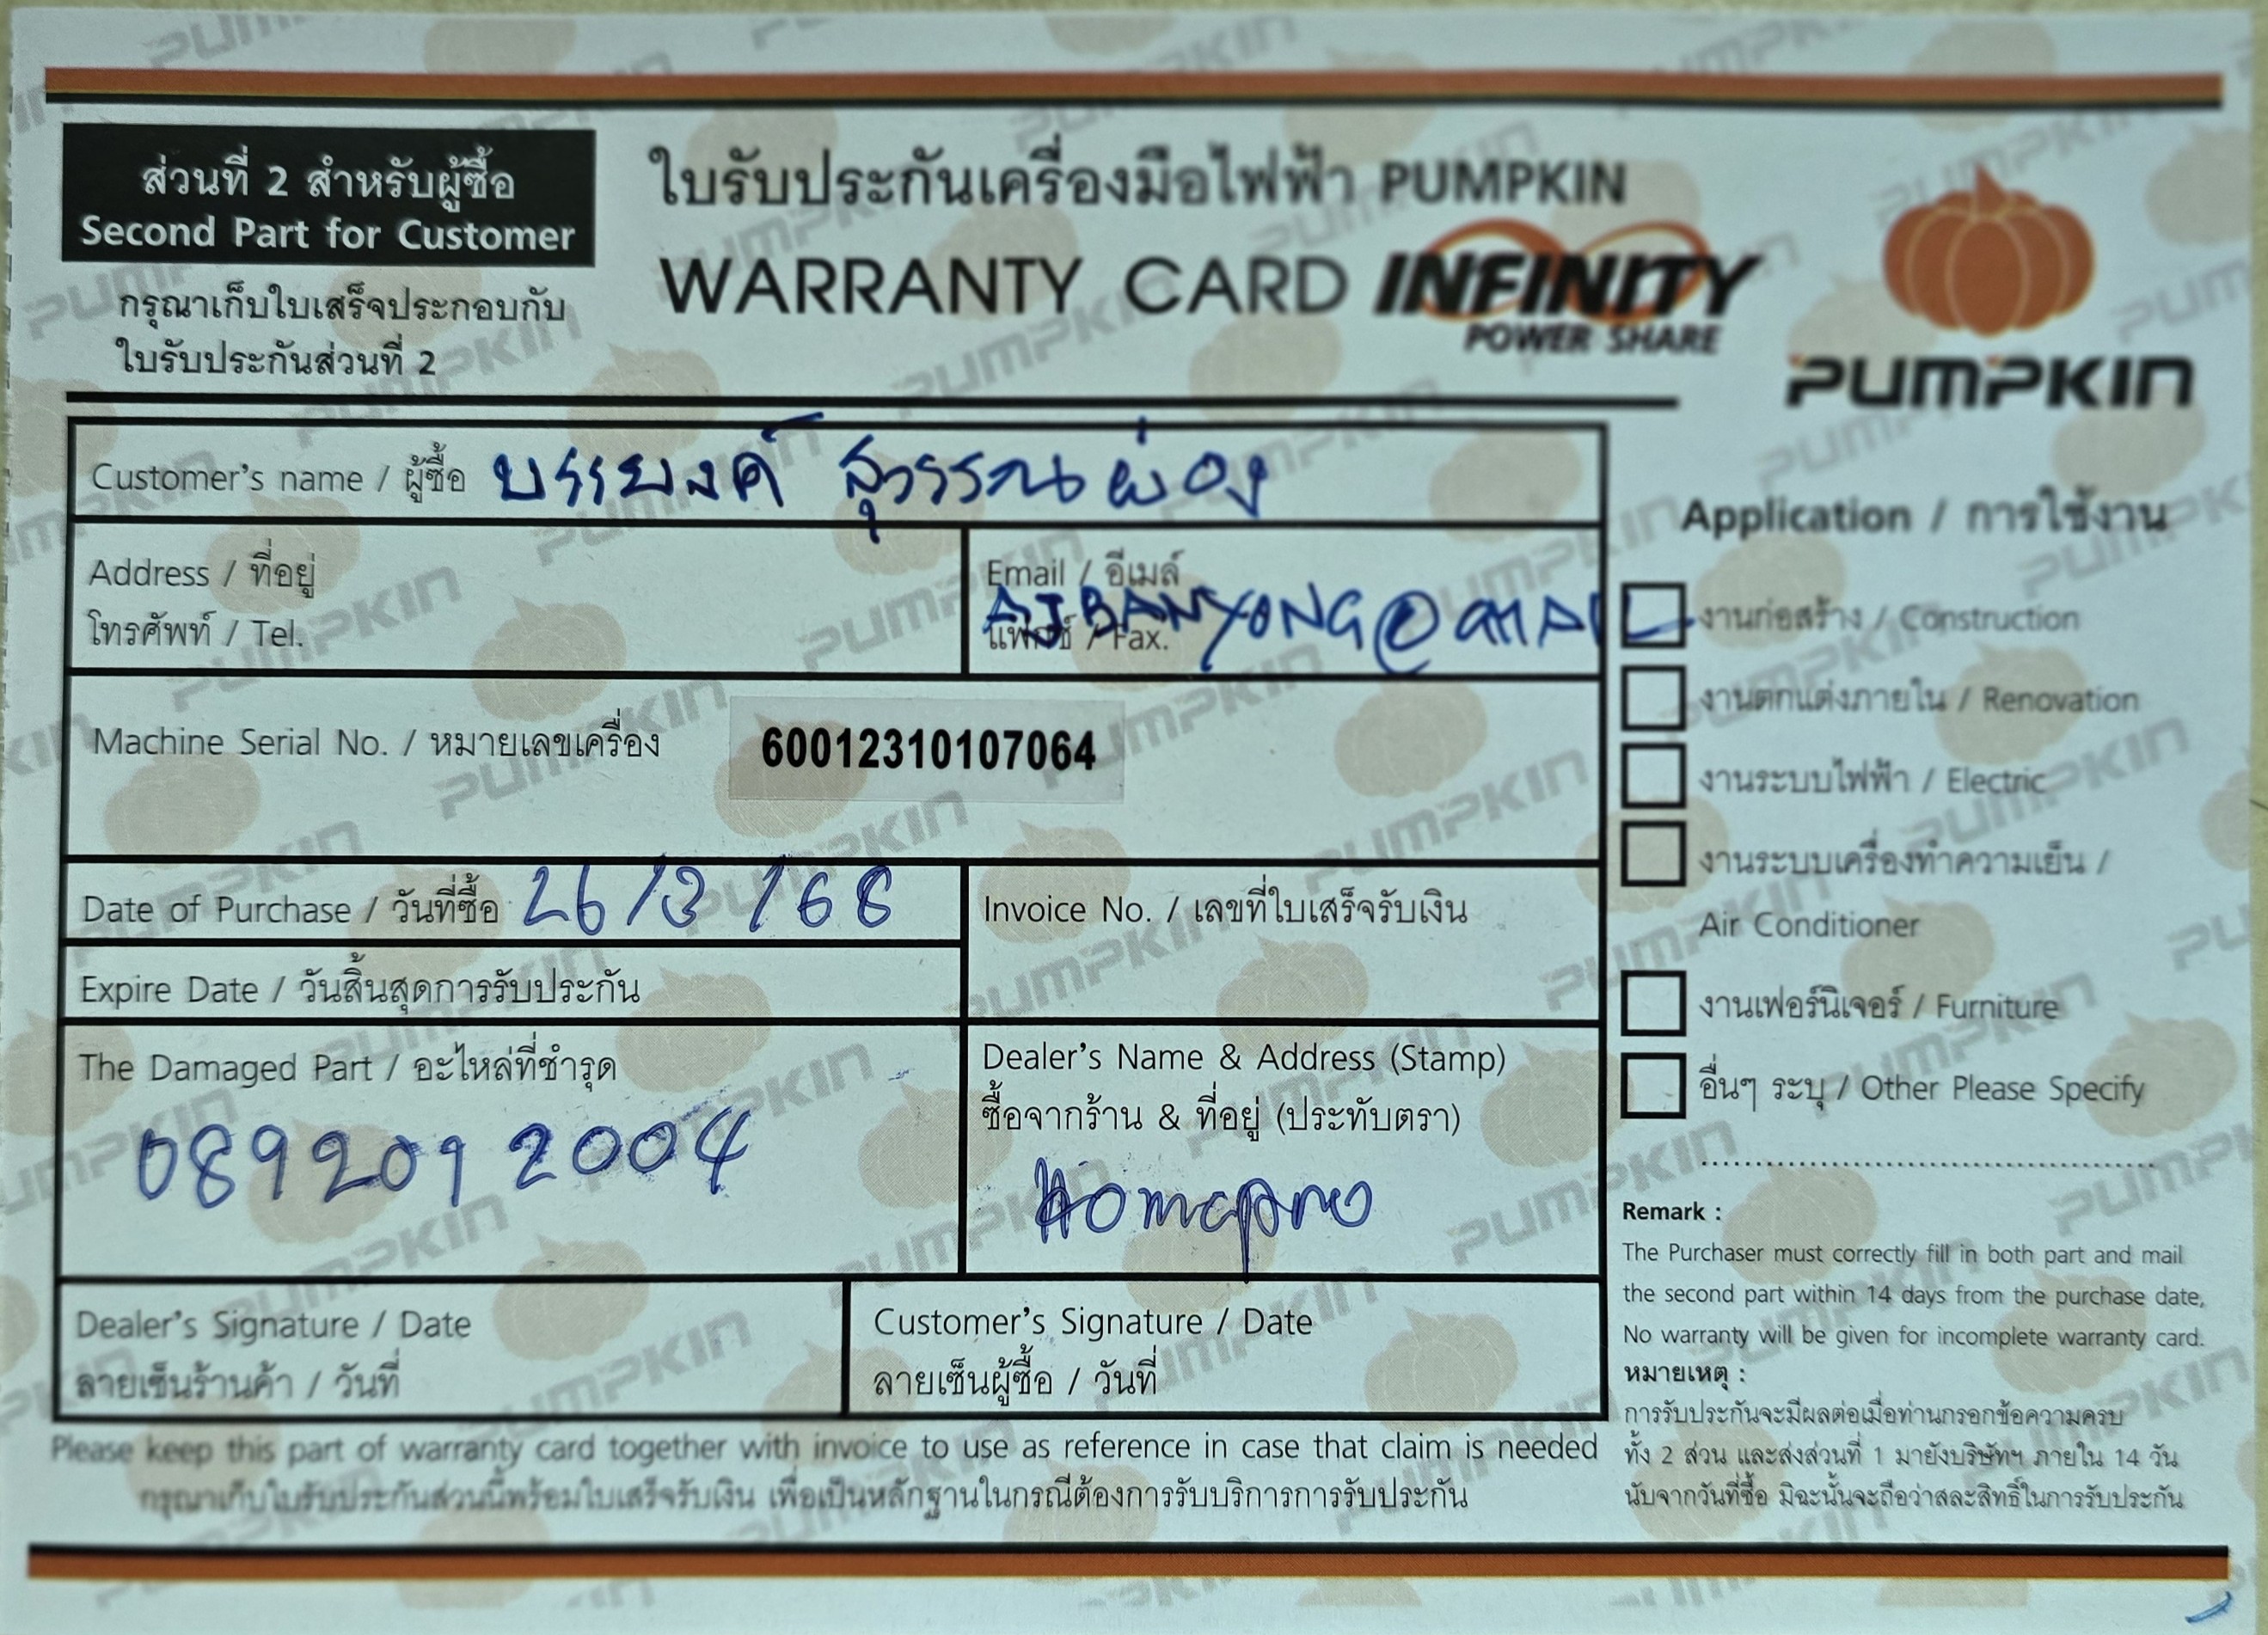 ส่วนที่ 2 สำหรับผู้ซื้อ
Second Part for Customer
กรุณาเก็บใบเสร็จประกอบกับ
ใบรับประกันส่วนที่ 2
ใบรับประกันเครื่องมือไฟฟ้า PUMPKIN
WARRANTY CARD INFINITY
POWER SHARE
PUMPKIN
Customer's name / ผู้ซื้อ บรรยงค์ สุวรรณผ่อง
Address / ที่อยู่
โทรศัพท์ / Tel.
Email / อีเมล์
AJBANYONG@GMAIL
แฟกซ์ / Fax.
Machine Serial No. / หมายเลขเครื่อง 60012310107064
Date of Purchase / วันที่ซื้อ 26/3/68
Invoice No. / เลขที่ใบเสร็จรับเงิน
Expire Date / วันสิ้นสุดการรับประกัน
The Damaged Part / อะไหล่ที่ชำรุด
0892012004
Dealer's Name & Address (Stamp)
ซื้อจากร้าน & ที่อยู่ (ประทับตรา)
Homepro
Dealer's Signature / Date
ลายเซ็นร้านค้า / วันที่
Customer's Signature / Date
ลายเซ็นผู้ซื้อ / วันที่
Please keep this part of warranty card together with invoice to use as reference in case that claim is needed
กรุณาเก็บใบรับประกันส่วนนี้พร้อมใบเสร็จรับเงิน เพื่อเป็นหลักฐานในกรณีต้องการรับบริการการรับประกัน
Application / การใช้งาน
งานก่อสร้าง / Construction
งานตกแต่งภายใน / Renovation
งานระบบไฟฟ้า / Electric
งานระบบเครื่องทำความเย็น /
Air Conditioner
งานเฟอร์นิเจอร์ / Furniture
อื่นๆ ระบุ / Other Please Specify
Remark :
The Purchaser must correctly fill in both part and mail
the second part within 14 days from the purchase date,
No warranty will be given for incomplete warranty card.
หมายเหตุ :
การรับประกันจะมีผลต่อเมื่อท่านกรอกข้อความครบ
ทั้ง 2 ส่วน และส่งส่วนที่ 1 มายังบริษัทฯ ภายใน 14 วัน
นับจากวันที่ซื้อ มิฉะนั้นจะถือว่าสละสิทธิ์ในการรับประกัน